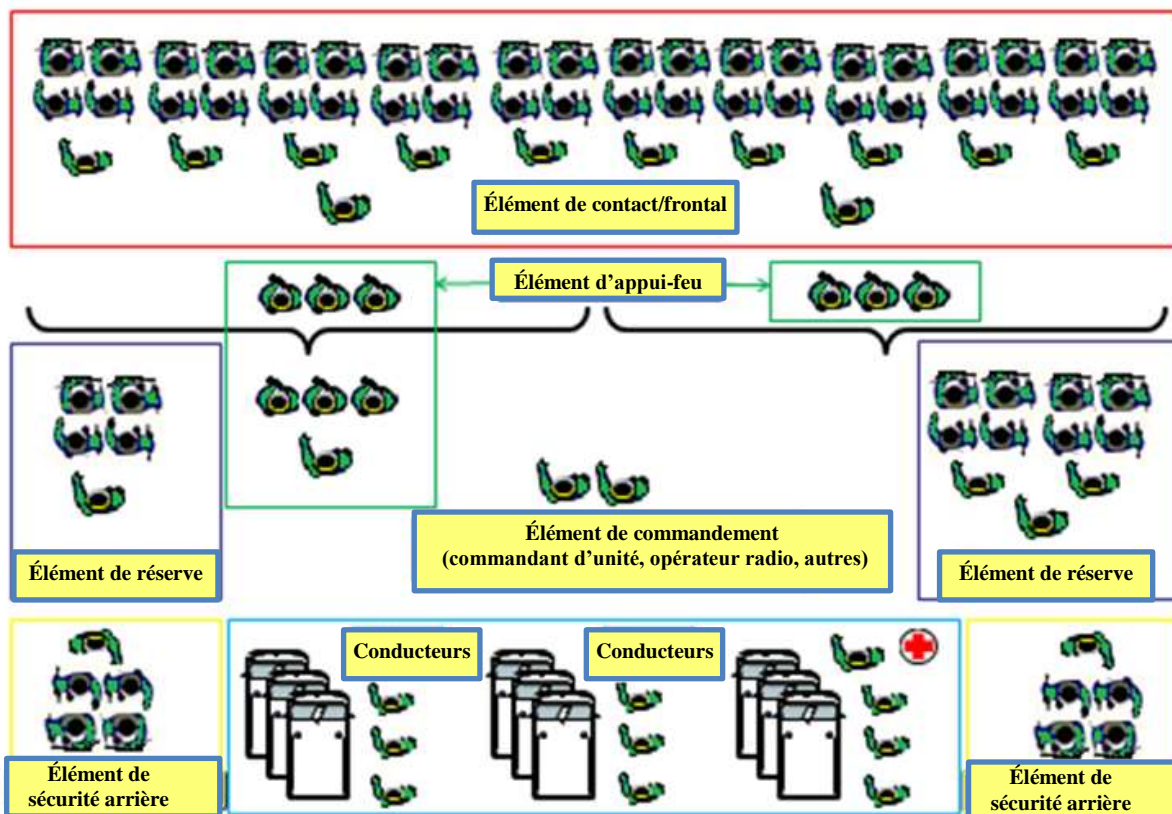 Élément de contact/frontal
Élément d’appui-feu
Élément de commandement
(commandant d’unité, opérateur radio, autres)
Élément de réserve
Élément de réserve
Conducteurs
Conducteurs
Élément de
sécurité arrière
Élément de
sécurité arrière